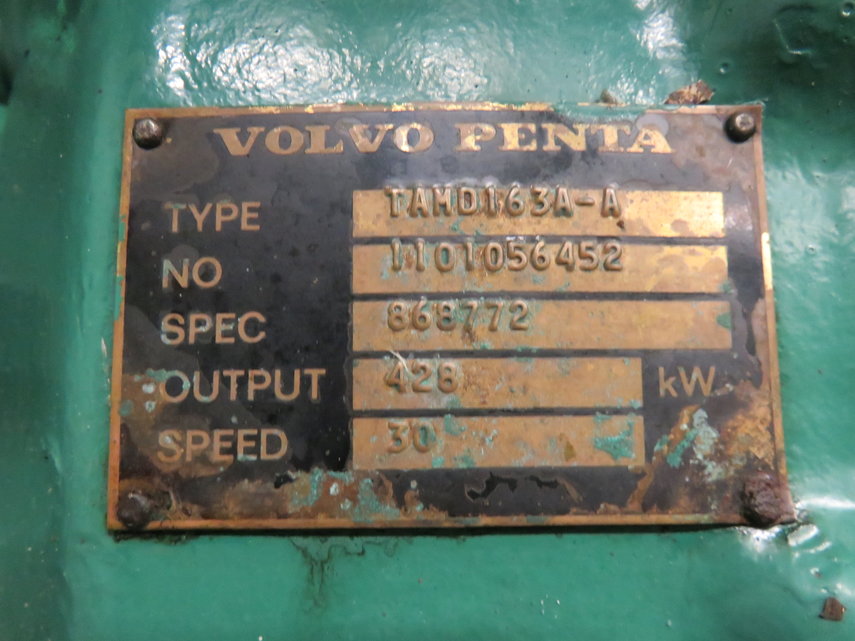 VOLVO PENTA
TYPE TAMD163A-A
NO 1101056452
SPEC 868772
OUTPUT 428 kW
SPEED 30